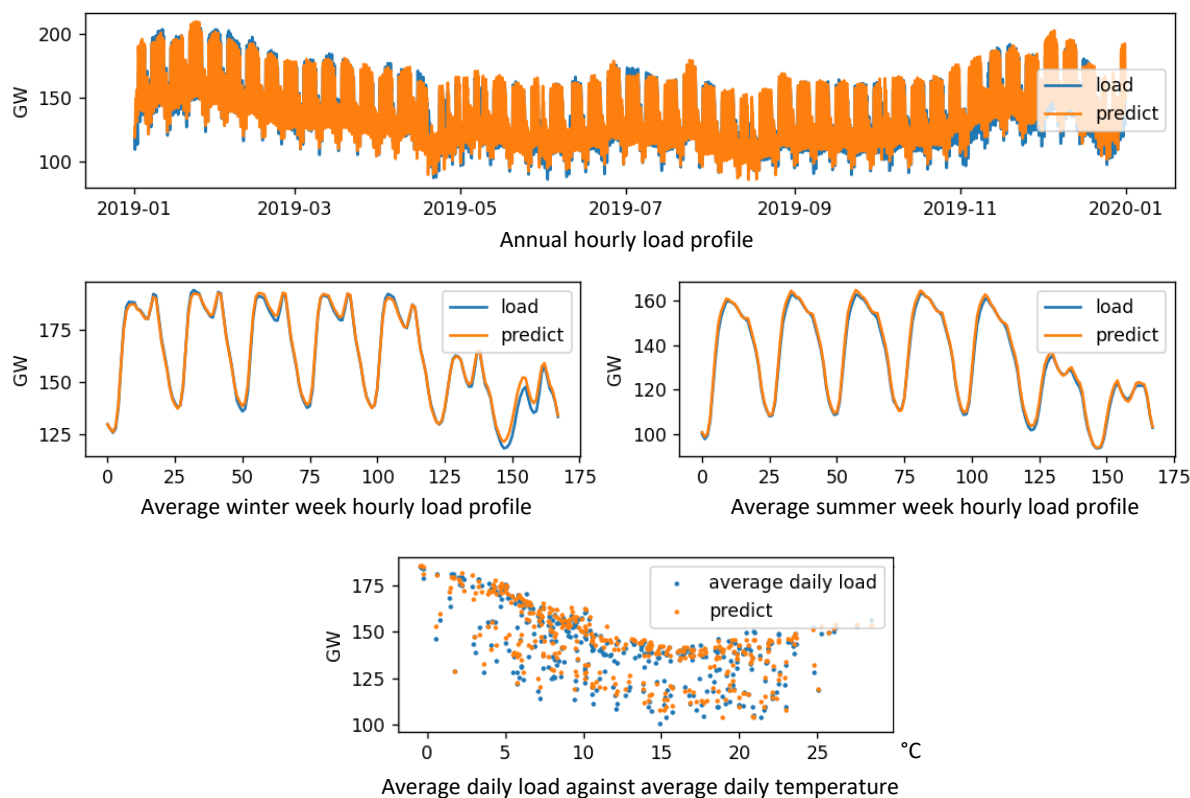 200
150
100
GW
load
predict
2019-01 2019-03 2019-05 2019-07 2019-09 2019-11 2020-01
Annual hourly load profile
175
150
125
GW
load
predict
0 25 50 75 100 125 150 175
Average winter week hourly load profile
160
140
120
100
GW
load
predict
0 25 50 75 100 125 150 175
Average summer week hourly load profile
175
150
125
100
GW
average daily load
predict
0 5 10 15 20 25 °C
Average daily load against average daily temperature